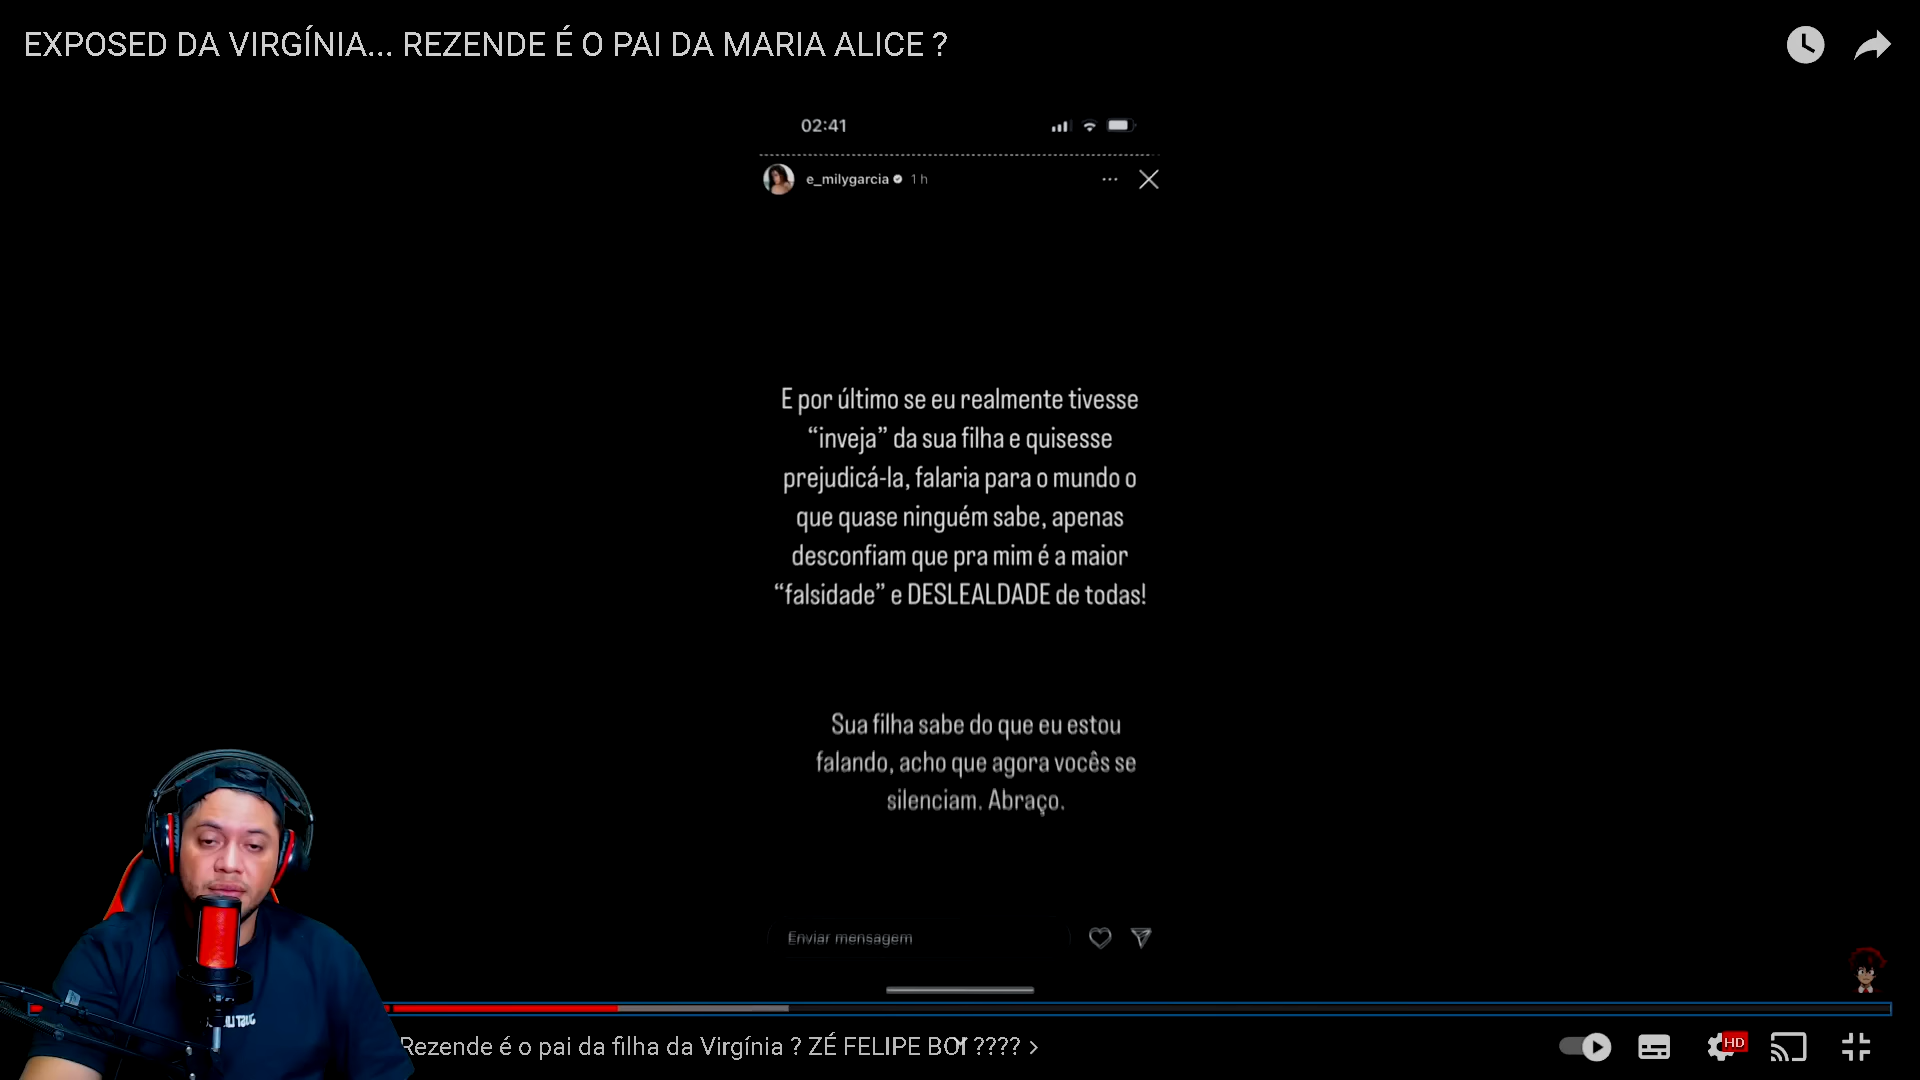 EXPOSED DA VIRGÍNIA... REZENDE É O PAI DA MARIA ALICE ?
02:41
e_milygarcia 1 h
E por último se eu realmente tivesse
“inveja” da sua filha e quisesse
prejudicá-la, falaria para o mundo o
que quase ninguém sabe, apenas
desconfiam que pra mim é a maior
“falsidade” e DESLEALDADE de todas!
Sua filha sabe do que eu estou
falando, acho que agora vocês se
silenciam. Abraço.
Enviar mensagem
Rezende é o pai da filha da Virgínia ? ZÉ FELIPE BOI ????
HD